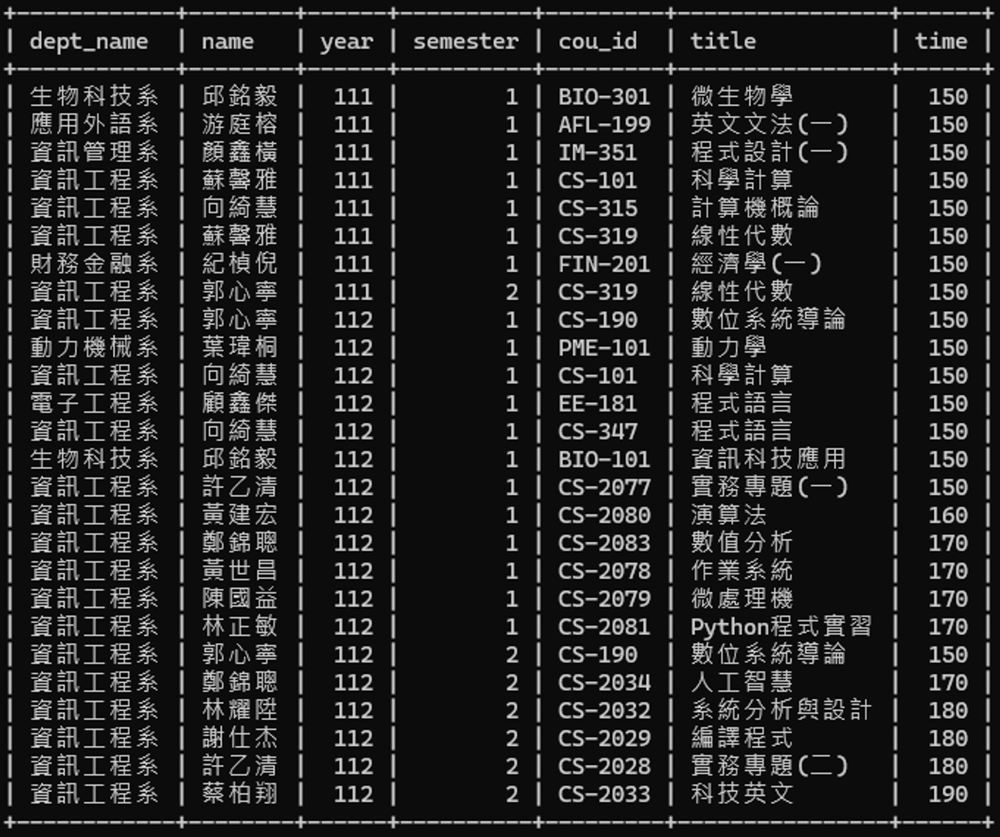 +------------+--------+------+----------+---------+----------------+------+
| dept_name | name | year | semester | cou_id | title | time |
+------------+--------+------+----------+---------+----------------+------+
| 生物科技系 | 邱銘毅 | 111 | 1 | BIO-301 | 微生物學 | 150 |
| 應用外語系 | 游庭榕 | 111 | 1 | AFL-199 | 英文文法(一) | 150 |
| 資訊管理系 | 顏鑫橫 | 111 | 1 | IM-351 | 程式設計(一) | 150 |
| 資訊工程系 | 蘇馨雅 | 111 | 1 | CS-101 | 科學計算 | 150 |
| 資訊工程系 | 向綺慧 | 111 | 1 | CS-315 | 計算機概論 | 150 |
| 資訊工程系 | 蘇馨雅 | 111 | 1 | CS-319 | 線性代數 | 150 |
| 財務金融系 | 紀楨倪 | 111 | 1 | FIN-201 | 經濟學(一) | 150 |
| 資訊工程系 | 郭心寧 | 111 | 2 | CS-319 | 線性代數 | 150 |
| 資訊工程系 | 郭心寧 | 112 | 1 | CS-190 | 數位系統導論 | 150 |
| 動力機械系 | 葉瑋桐 | 112 | 1 | PME-101 | 動力學 | 150 |
| 資訊工程系 | 向綺慧 | 112 | 1 | CS-101 | 科學計算 | 150 |
| 電子工程系 | 顧鑫傑 | 112 | 1 | EE-181 | 程式語言 | 150 |
| 資訊工程系 | 向綺慧 | 112 | 1 | CS-347 | 程式語言 | 150 |
| 生物科技系 | 邱銘毅 | 112 | 1 | BIO-101 | 資訊科技應用 | 150 |
| 資訊工程系 | 許乙清 | 112 | 1 | CS-2077 | 實務專題(一) | 150 |
| 資訊工程系 | 黃建宏 | 112 | 1 | CS-2080 | 演算法 | 160 |
| 資訊工程系 | 鄭錦聰 | 112 | 1 | CS-2083 | 數值分析 | 170 |
| 資訊工程系 | 黃世昌 | 112 | 1 | CS-2078 | 作業系統 | 170 |
| 資訊工程系 | 陳國益 | 112 | 1 | CS-2079 | 微處理機 | 170 |
| 資訊工程系 | 林正敏 | 112 | 1 | CS-2081 | Python程式實習 | 170 |
| 資訊工程系 | 郭心寧 | 112 | 2 | CS-190 | 數位系統導論 | 150 |
| 資訊工程系 | 鄭錦聰 | 112 | 2 | CS-2034 | 人工智慧 | 170 |
| 資訊工程系 | 林耀陞 | 112 | 2 | CS-2032 | 系統分析與設計 | 180 |
| 資訊工程系 | 謝仕杰 | 112 | 2 | CS-2029 | 編譯程式 | 180 |
| 資訊工程系 | 許乙清 | 112 | 2 | CS-2028 | 實務專題(二) | 180 |
| 資訊工程系 | 蔡柏翔 | 112 | 2 | CS-2033 | 科技英文 | 190 |
+------------+--------+------+----------+---------+----------------+------+